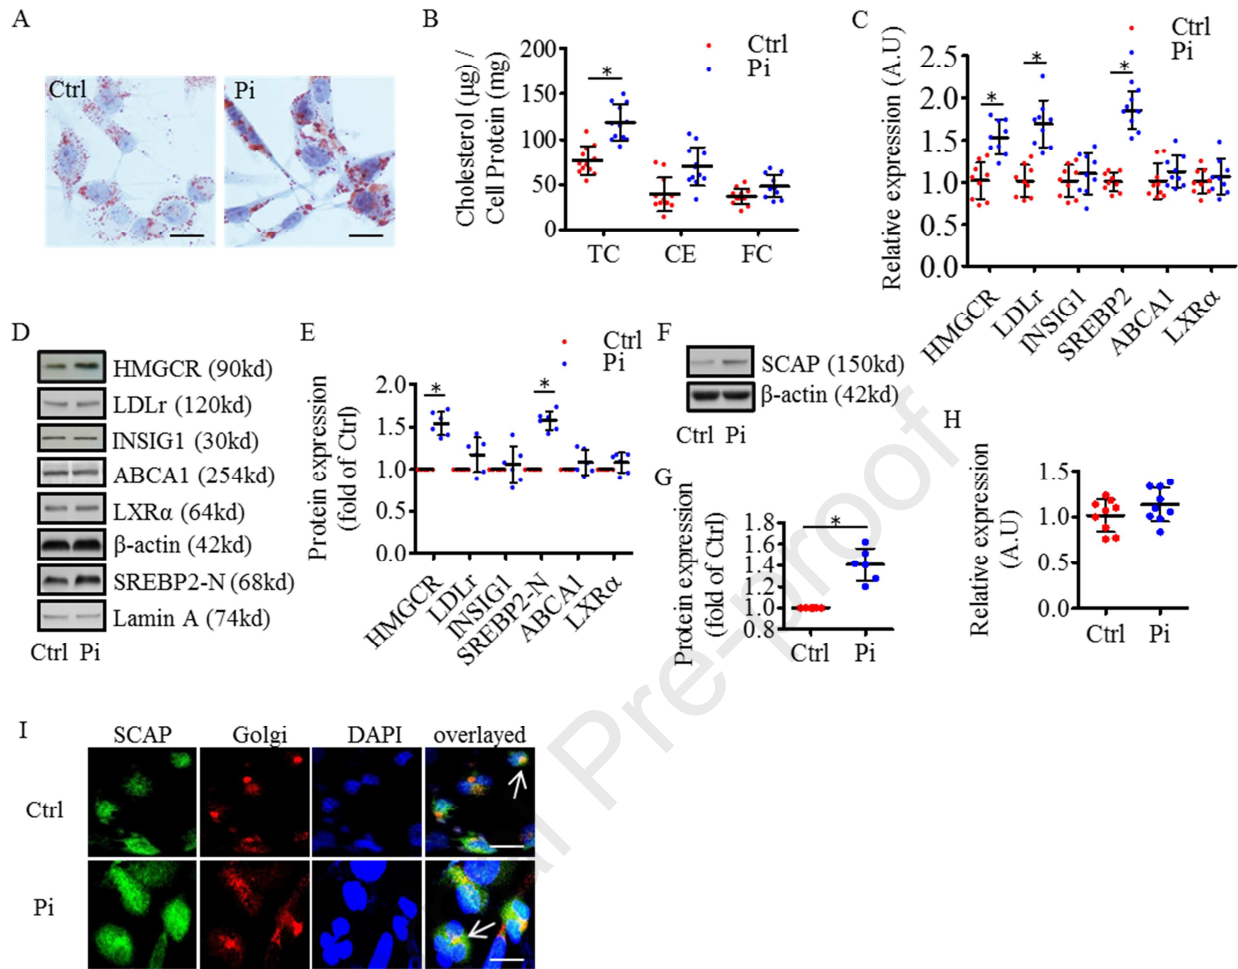 A
Ctrl
Pi
B
Cholesterol (µg) /
Cell Protein (mg)
200
150
100
50
0
*
Ctrl
Pi
TC
CE
FC
C
Relative expression (A.U)
2.5
2.0
1.5
1.0
0.5
0.0
*
*
*
Ctrl
Pi
HMGCR
LDLr
INSIG1
SREBP2
ABCA1
LXRα
D
HMGCR (90kd)
LDLr (120kd)
INSIG1 (30kd)
ABCA1 (254kd)
LXRα (64kd)
β-actin (42kd)
SREBP2-N (68kd)
Lamin A (74kd)
Ctrl Pi
E
Protein expression
(fold of Ctrl)
2.0
1.5
1.0
0.5
0.0
*
*
Ctrl
Pi
HMGCR
LDLr
INSIG1
SREBP2-N
ABCA1
LXRα
F
SCAP (150kd)
β-actin (42kd)
Ctrl Pi
G
Protein expression
(fold of Ctrl)
1.8
1.6
1.4
1.2
1.0
0.8
*
Ctrl
Pi
H
Relative expression
(A.U)
1.5
1.0
0.5
0.0
Ctrl
Pi
I
SCAP
Golgi
DAPI
overlayed
Ctrl
Pi
Pre-proof